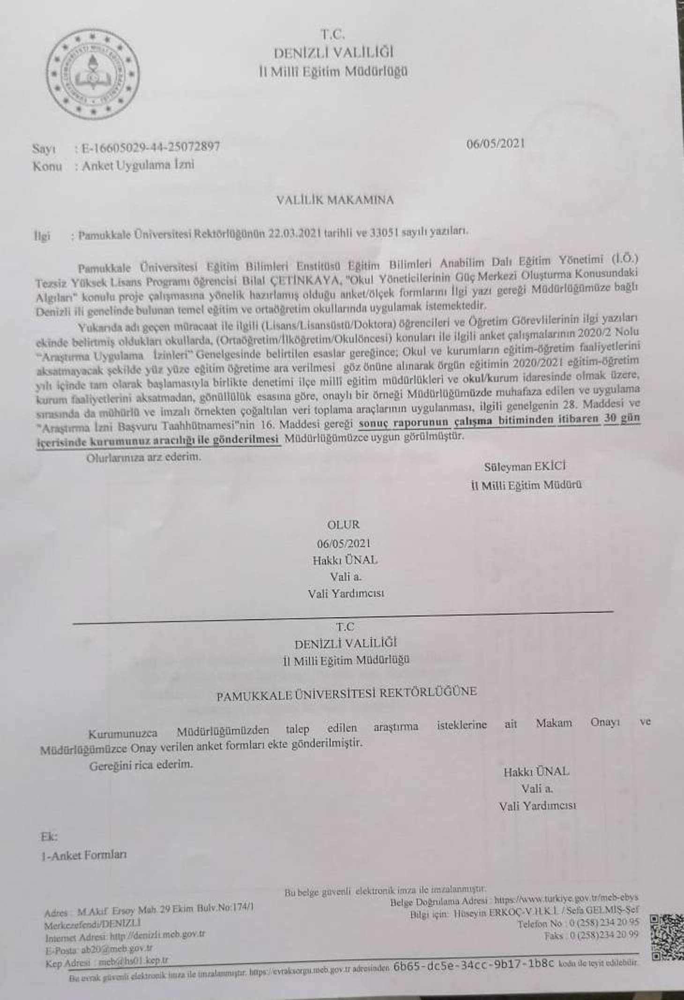 T.C.
DENİZLİ VALİLİĞİ
İl Millî Eğitim Müdürlüğü
Sayı : E-16605029-44-25072897
06/05/2021
Konu : Anket Uygulama İzni
VALİLİK MAKAMINA
İlgi : Pamukkale Üniversitesi Rektörlüğünün 22.03.2021 tarihli ve 33051 sayılı yazıları.
Pamukkale Üniversitesi Eğitim Bilimleri Enstitüsü Eğitim Bilimleri Anabilim Dalı Eğitim Yönetimi (İ.Ö.)
Tezsiz Yüksek Lisans Programı öğrencisi Bilal ÇETİNKAYA, "Okul Yöneticilerinin Güç Merkezi Oluşturma Konusundaki
Algıları" konulu proje çalışmasına yönelik hazırlamış olduğu anket/ölçek formlarını İlgi yazı gereği Müdürlüğümüze bağlı
Denizli ili genelinde bulunan temel eğitim ve ortaöğretim okullarında uygulamak istemektedir.
Yukarıda adı geçen müracaat ile ilgili (Lisans/Lisansüstü/Doktora) öğrencileri ve Öğretim Görevlilerinin ilgi yazıları
ekinde belirtmiş oldukları okullarda, (Ortaöğretim/İlköğretim/Okulöncesi) konuları ile ilgili anket çalışmalarının 2020/2 Nolu
"Araştırma Uygulama İzinleri" Genelgesinde belirtilen esaslar gereğince; Okul ve kurumların eğitim-öğretim faaliyetlerini
aksatmayacak şekilde yüz yüze eğitim öğretime ara verilmesi göz önüne alınarak örgün eğitimin 2020/2021 eğitim-öğretim
yılı içinde tam olarak başlamasıyla birlikte denetimi ilçe millî eğitim müdürlükleri ve okul/kurum idaresinde olmak üzere,
kurum faaliyetlerini aksatmadan, gönüllülük esasına göre, onaylı bir örneği Müdürlüğümüzde muhafaza edilen ve uygulama
sırasında da mühürlü ve imzalı örnekten çoğaltılan veri toplama araçlarının uygulanması, ilgili genelgenin 28. Maddesi ve
"Araştırma İzni Başvuru Taahhütnamesi"nin 16. Maddesi gereği sonuç raporunun çalışma bitiminden itibaren 30 gün
içerisinde kurumunuz aracılığı ile gönderilmesi Müdürlüğümüzce uygun görülmüştür.
Olurlarınıza arz ederim.
Süleyman EKİCİ
İl Milli Eğitim Müdürü
OLUR
06/05/2021
Hakkı ÜNAL
Vali a.
Vali Yardımcısı
T.C
DENİZLİ VALİLİĞİ
İl Milli Eğitim Müdürlüğü
PAMUKKALE ÜNİVERSİTESİ REKTÖRLÜĞÜNE
Kurumunuzca Müdürlüğümüzden talep edilen araştırma isteklerine ait Makam Onayı ve
Müdürlüğümüzce Onay verilen anket formları ekte gönderilmiştir.
Gereğini rica ederim.
Hakkı ÜNAL
Vali a.
Vali Yardımcısı
Ek:
1-Anket Formları
Bu belge güvenli elektronik imza ile imzalanmıştır.
Adres : M.Akif Ersoy Mah. 29 Ekim Bulv.No:174/1
Merkezefendi/DENİZLİ
İnternet Adresi: http://denizli.meb.gov.tr
E-Posta: ab20@meb.gov.tr
Kep Adresi : meb@hs01.kep.tr
Belge Doğrulama Adresi : https://www.turkiye.gov.tr/meb-ebys
Bilgi için: Hüseyin ERKOÇ-V.H.K.İ. / Sefa GELMİŞ-Şef
Telefon No : 0 (258) 234 20 95
Faks : 0 (258)234 20 99
Bu evrak güvenli elektronik imza ile imzalanmıştır. https://evraksorgu.meb.gov.tr adresinden 6b65-dc5e-34cc-9b17-1b8c kodu ile teyit edilebilir.